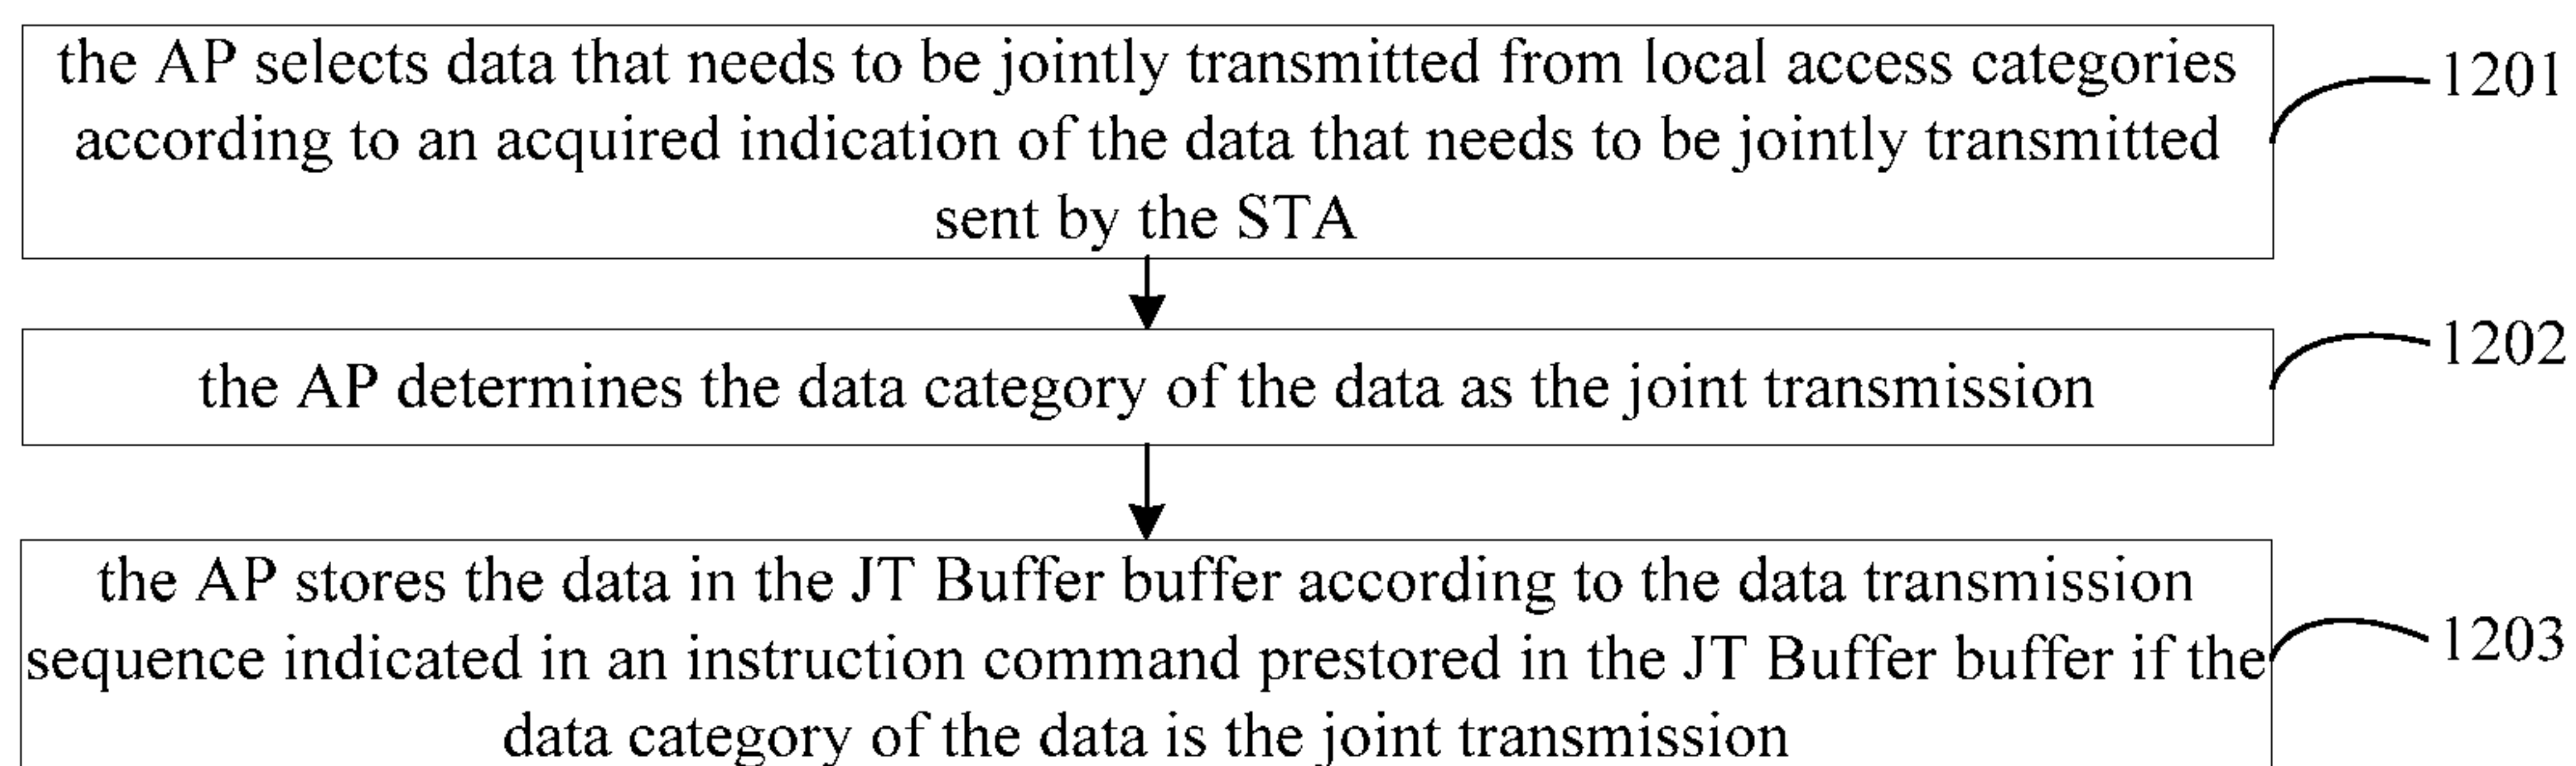 the AP selects data that needs to be jointly transmitted from local access categories
according to an acquired indication of the data that needs to be jointly transmitted
sent by the STA
1201
the AP determines the data category of the data as the joint transmission
1202
the AP stores the data in the JT Buffer buffer according to the data transmission
sequence indicated in an instruction command prestored in the JT Buffer buffer if the
data category of the data is the joint transmission
1203